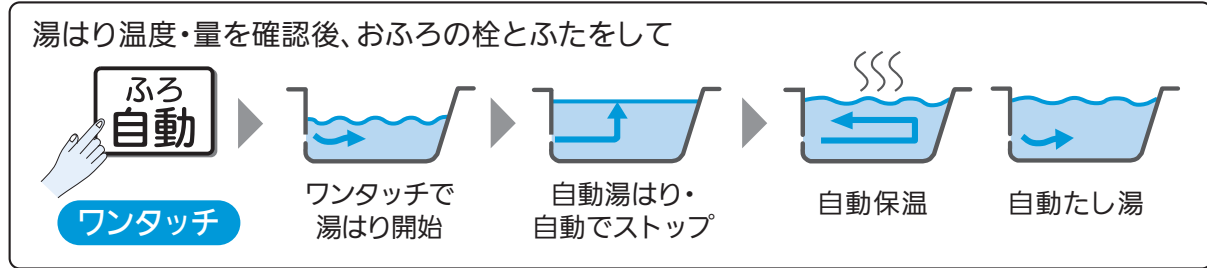 湯はり温度・量を確認後、おふろの栓とふたをして
ふろ
自動
ワンタッチ
ワンタッチで
湯はり開始
自動湯はり・
自動でストップ
自動保温
自動たし湯